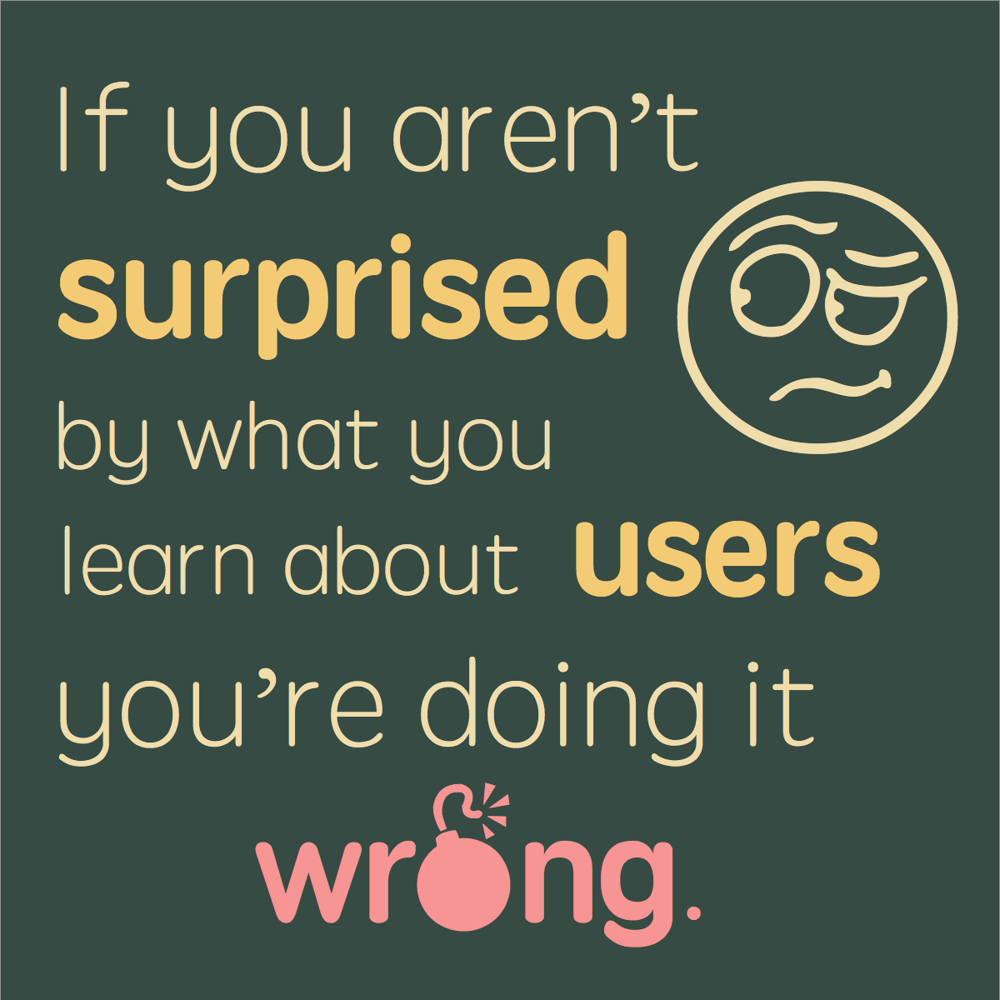 If you aren’t
surprised
by what you
learn about users
you’re doing it
wrong.